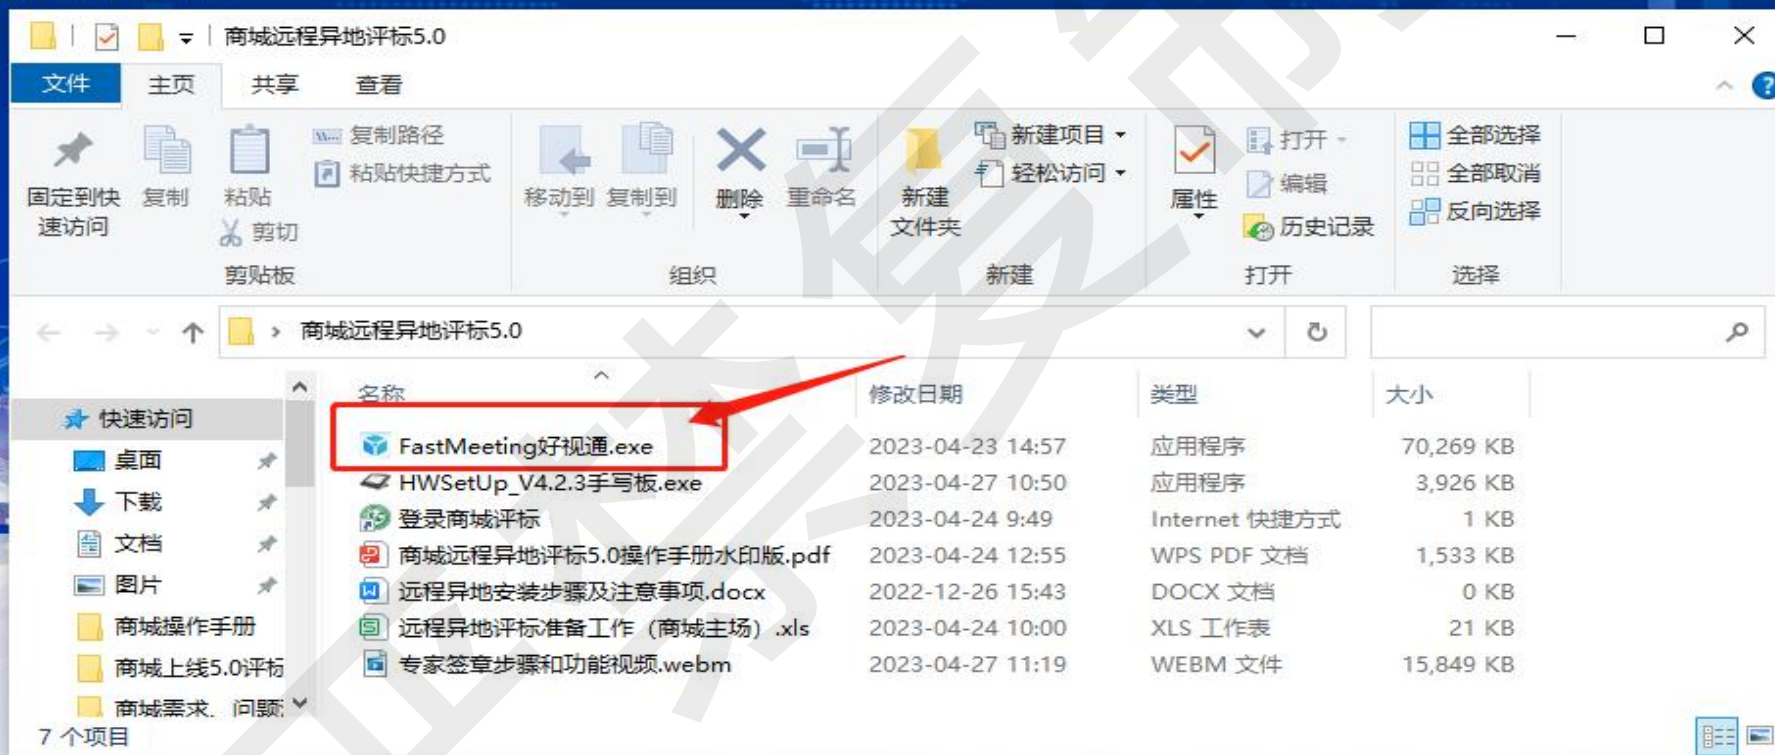 商城远程异地评标5.0
文件 主页 共享 查看
固定到快速访问 复制 粘贴 复制路径 粘贴快捷方式 剪切
移动到 复制到 删除 重命名
新建文件夹 新建项目 轻松访问
属性 打开 编辑 历史记录
全部选择 全部取消 反向选择
剪贴板 组织 新建 打开 选择
商城远程异地评标5.0
名称 修改日期 类型 大小
快速访问
桌面
下载
文档
图片
商城操作手册
商城上线5.0评标
商城需求、问题
FastMeeting好视通.exe 2023-04-23 14:57 应用程序 70,269 KB
HWSetUp_V4.2.3手写板.exe 2023-04-27 10:50 应用程序 3,926 KB
登录商城评标 2023-04-24 9:49 Internet 快捷方式 1 KB
商城远程异地评标5.0操作手册水印版.pdf 2023-04-24 12:55 WPS PDF 文档 1,533 KB
远程异地安装步骤及注意事项.docx 2022-12-26 15:43 DOCX 文档 0 KB
远程异地评标准备工作（商城主场）.xls 2023-04-24 10:00 XLS 工作表 21 KB
专家签章步骤和功能视频.webm 2023-04-27 11:19 WEBM 文件 15,849 KB
7 个项目